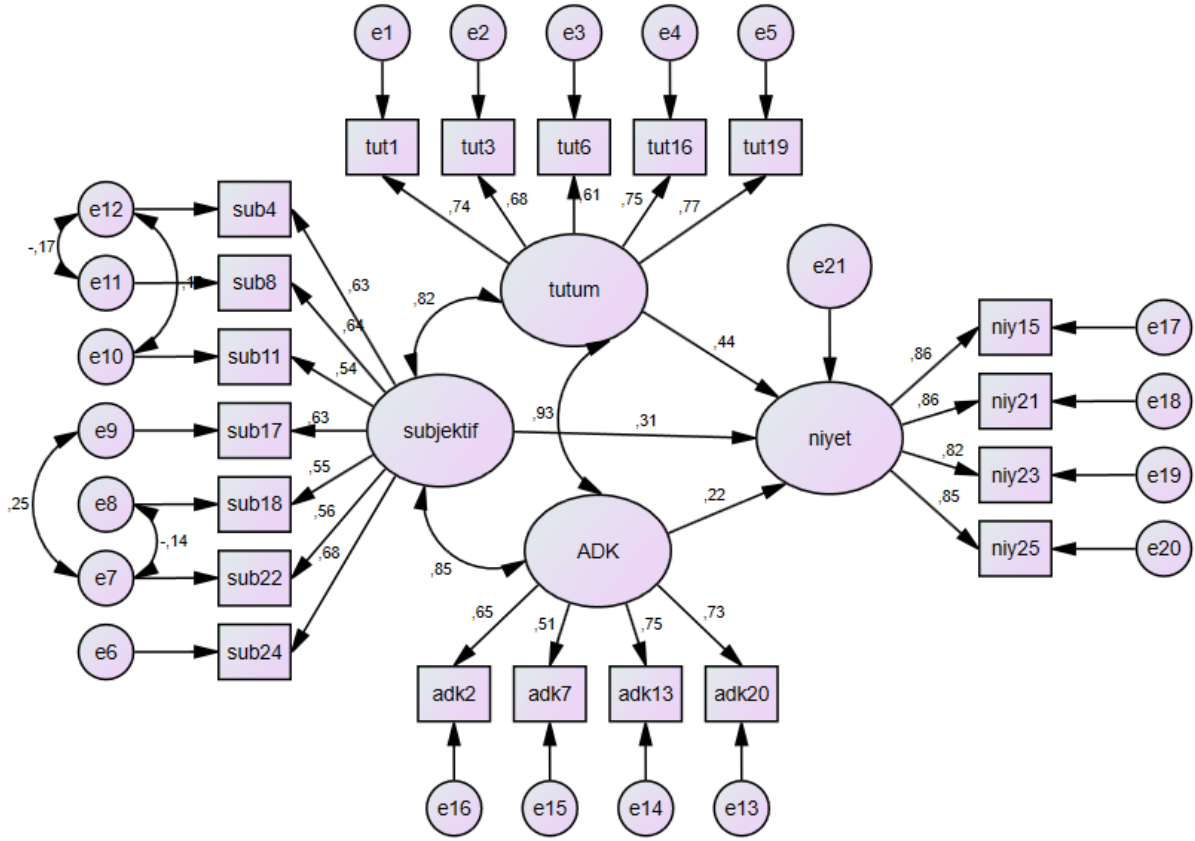 e1
e2
e3
e4
e5
tut1
tut3
tut6
tut16
tut19
,74
,68
,61
,75
,77
e12
sub4
-,17
e11
sub8
e10
sub11
e9
sub17
e8
sub18
,25
-,14
e7
sub22
e6
sub24
,63
,64
,54
,63
,55
,56
,68
subjektif
,82
tutum
,93
,85
ADK
,44
,31
,22
e21
niyet
,86
,86
,82
,85
niy15
e17
niy21
e18
niy23
e19
niy25
e20
,65
,51
,75
,73
adk2
adk7
adk13
adk20
e16
e15
e14
e13